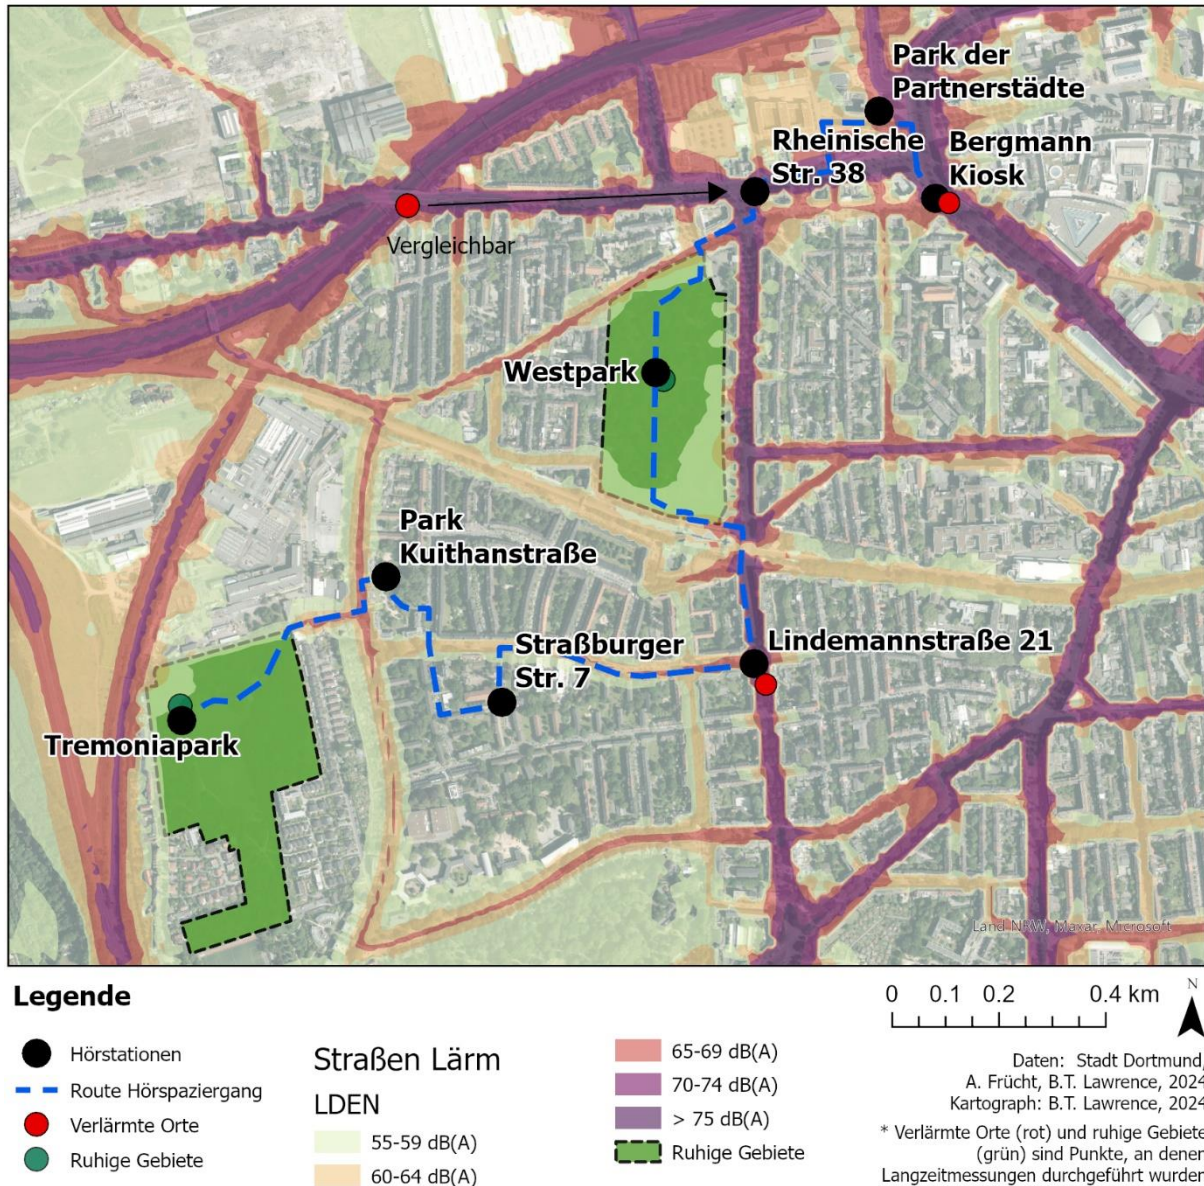 Park der
Partnerstädte
Rheinische
Str. 38
Bergmann
Kiosk
Vergleichbar
Westpark
Park
Kuithanstraße
Straßburger
Str. 7
Lindemannstraße 21
Tremoniapark
Land NRW, Maxar, Microsoft
Legende
Hörstationen
Route Hörspaziergang
Verlärmte Orte
Ruhige Gebiete
Straßen Lärm
LDEN
55-59 dB(A)
60-64 dB(A)
65-69 dB(A)
70-74 dB(A)
> 75 dB(A)
Ruhige Gebiete
0 0.1 0.2 0.4 km
N
Daten: Stadt Dortmund,
A. Frücht, B.T. Lawrence, 2024
Kartograph: B.T. Lawrence, 2024
* Verlärmte Orte (rot) und ruhige Gebiete
(grün) sind Punkte, an denen
Langzeitmessungen durchgeführt wurden